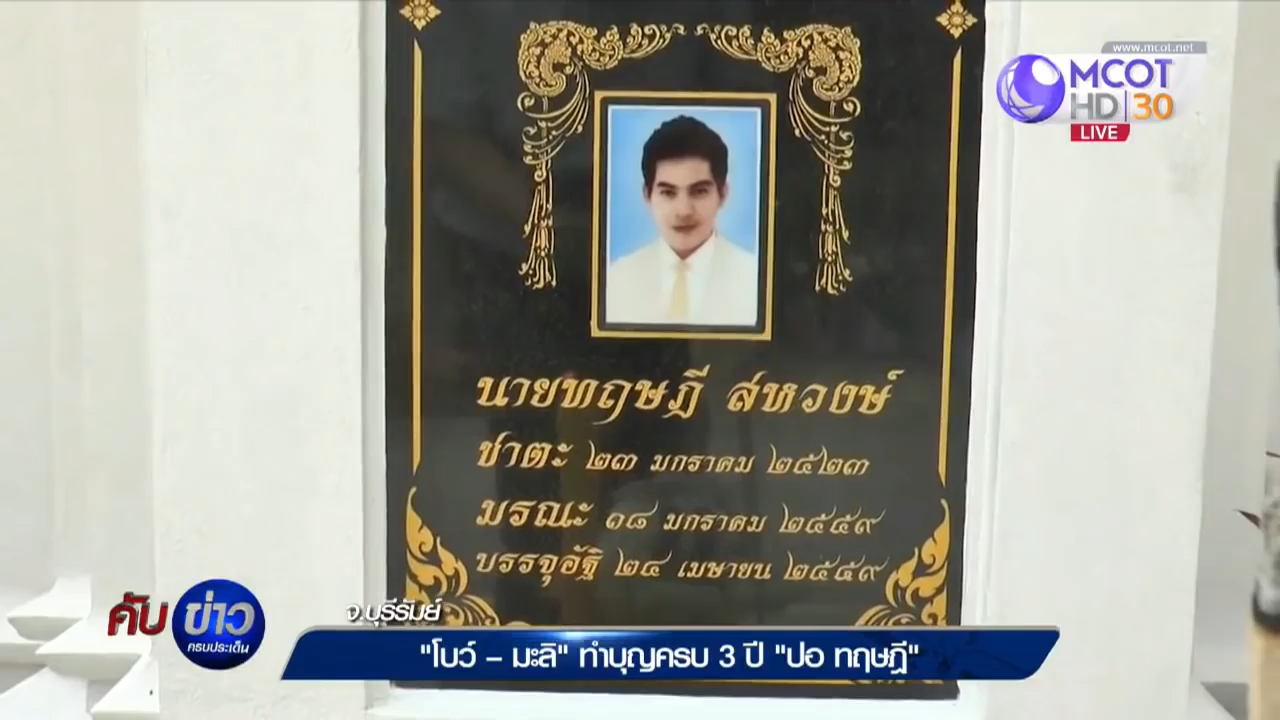 www.mcot.net
MCOT
HD 30
LIVE
นายทฤษฎี สหวงษ์
ชาตะ ๒๓ มกราคม ๒๕๒๓
มรณะ ๑๘ มกราคม ๒๕๕๙
บรรจุอัฐิ ๒๔ เมษายน ๒๕๕๙
คับ ข่าว
ครบประเด็น
จ.บุรีรัมย์
"โบว์ – มะลิ" ทำบุญครบ 3 ปี "ปอ ทฤษฎี"